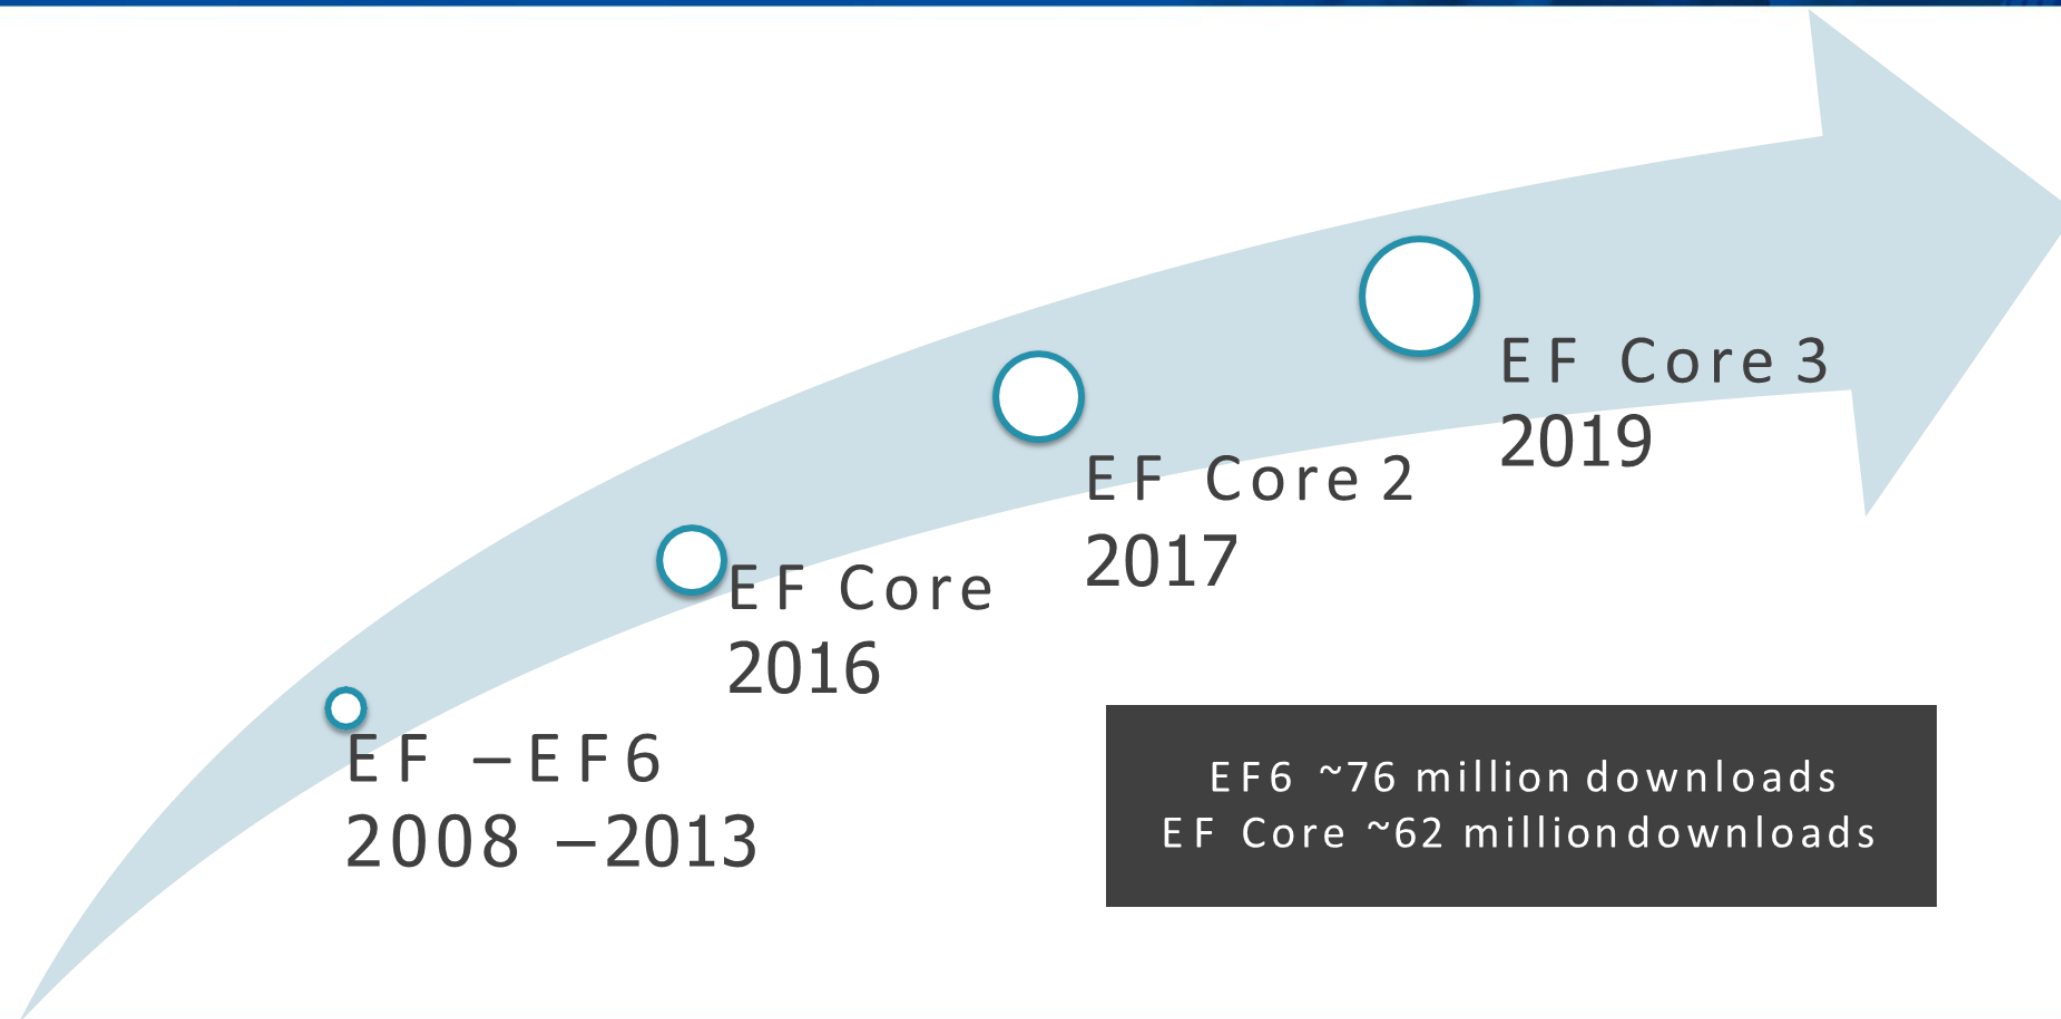 EF – EF6
2008 – 2013
EF Core
2016
EF Core 2
2017
EF Core 3
2019
EF6 ~76 million downloads
EF Core ~62 million downloads